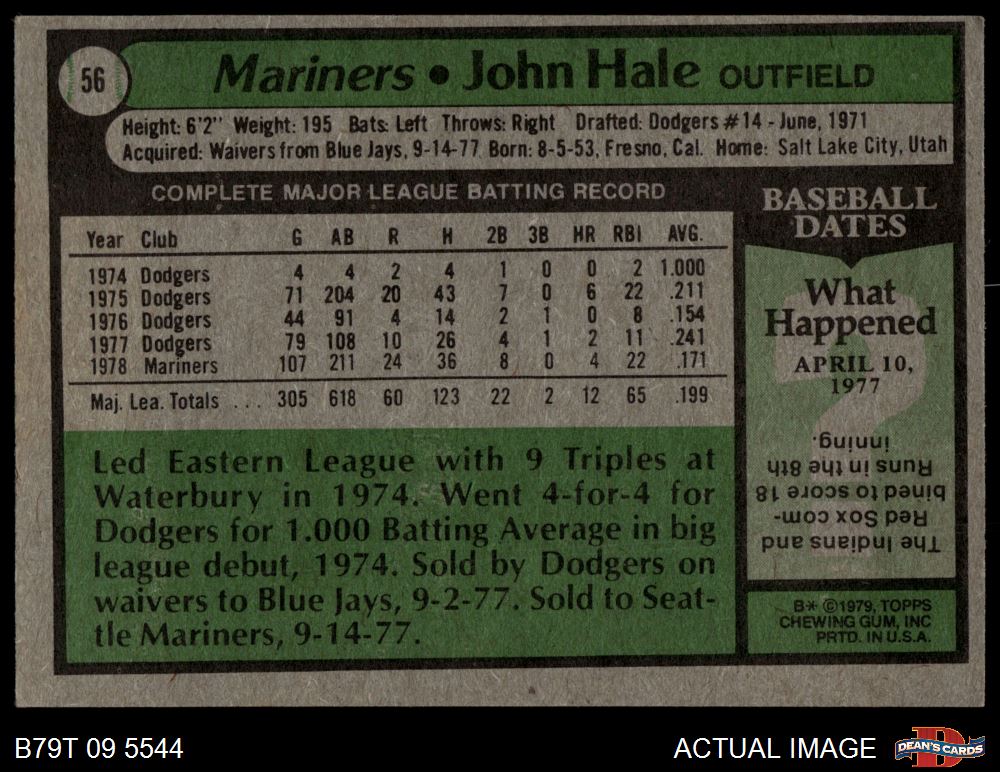 56
Mariners • John Hale OUTFIELD
Height: 6'2" Weight: 195 Bats: Left Throws: Right Drafted: Dodgers #14 - June, 1971
Acquired: Waivers from Blue Jays, 9-14-77 Born: 8-5-53, Fresno, Cal. Home: Salt Lake City, Utah
COMPLETE MAJOR LEAGUE BATTING RECORD
Year Club G AB R H 2B 3B HR RBI AVG.
1974 Dodgers 4 4 2 4 1 0 0 2 1.000
1975 Dodgers 71 204 20 43 7 0 6 22 .211
1976 Dodgers 44 91 4 14 2 1 0 8 .154
1977 Dodgers 79 108 10 26 4 1 2 11 .241
1978 Mariners 107 211 24 36 8 0 4 22 .171
Maj. Lea. Totals ... 305 618 60 123 22 2 12 65 .199
Led Eastern League with 9 Triples at
Waterbury in 1974. Went 4-for-4 for
Dodgers for 1.000 Batting Average in big
league debut, 1974. Sold by Dodgers on
waivers to Blue Jays, 9-2-77. Sold to Seat-
tle Mariners, 9-14-77.
BASEBALL
DATES
What
Happened
APRIL 10,
1977
?
The Indians and
Red Sox com-
bined to score 18
Runs in the 8th
inning.
B* ©1979, TOPPS
CHEWING GUM, INC
PRTD. IN U.S.A.
B79T 09 5544
ACTUAL IMAGE
DEAN'S CARDS